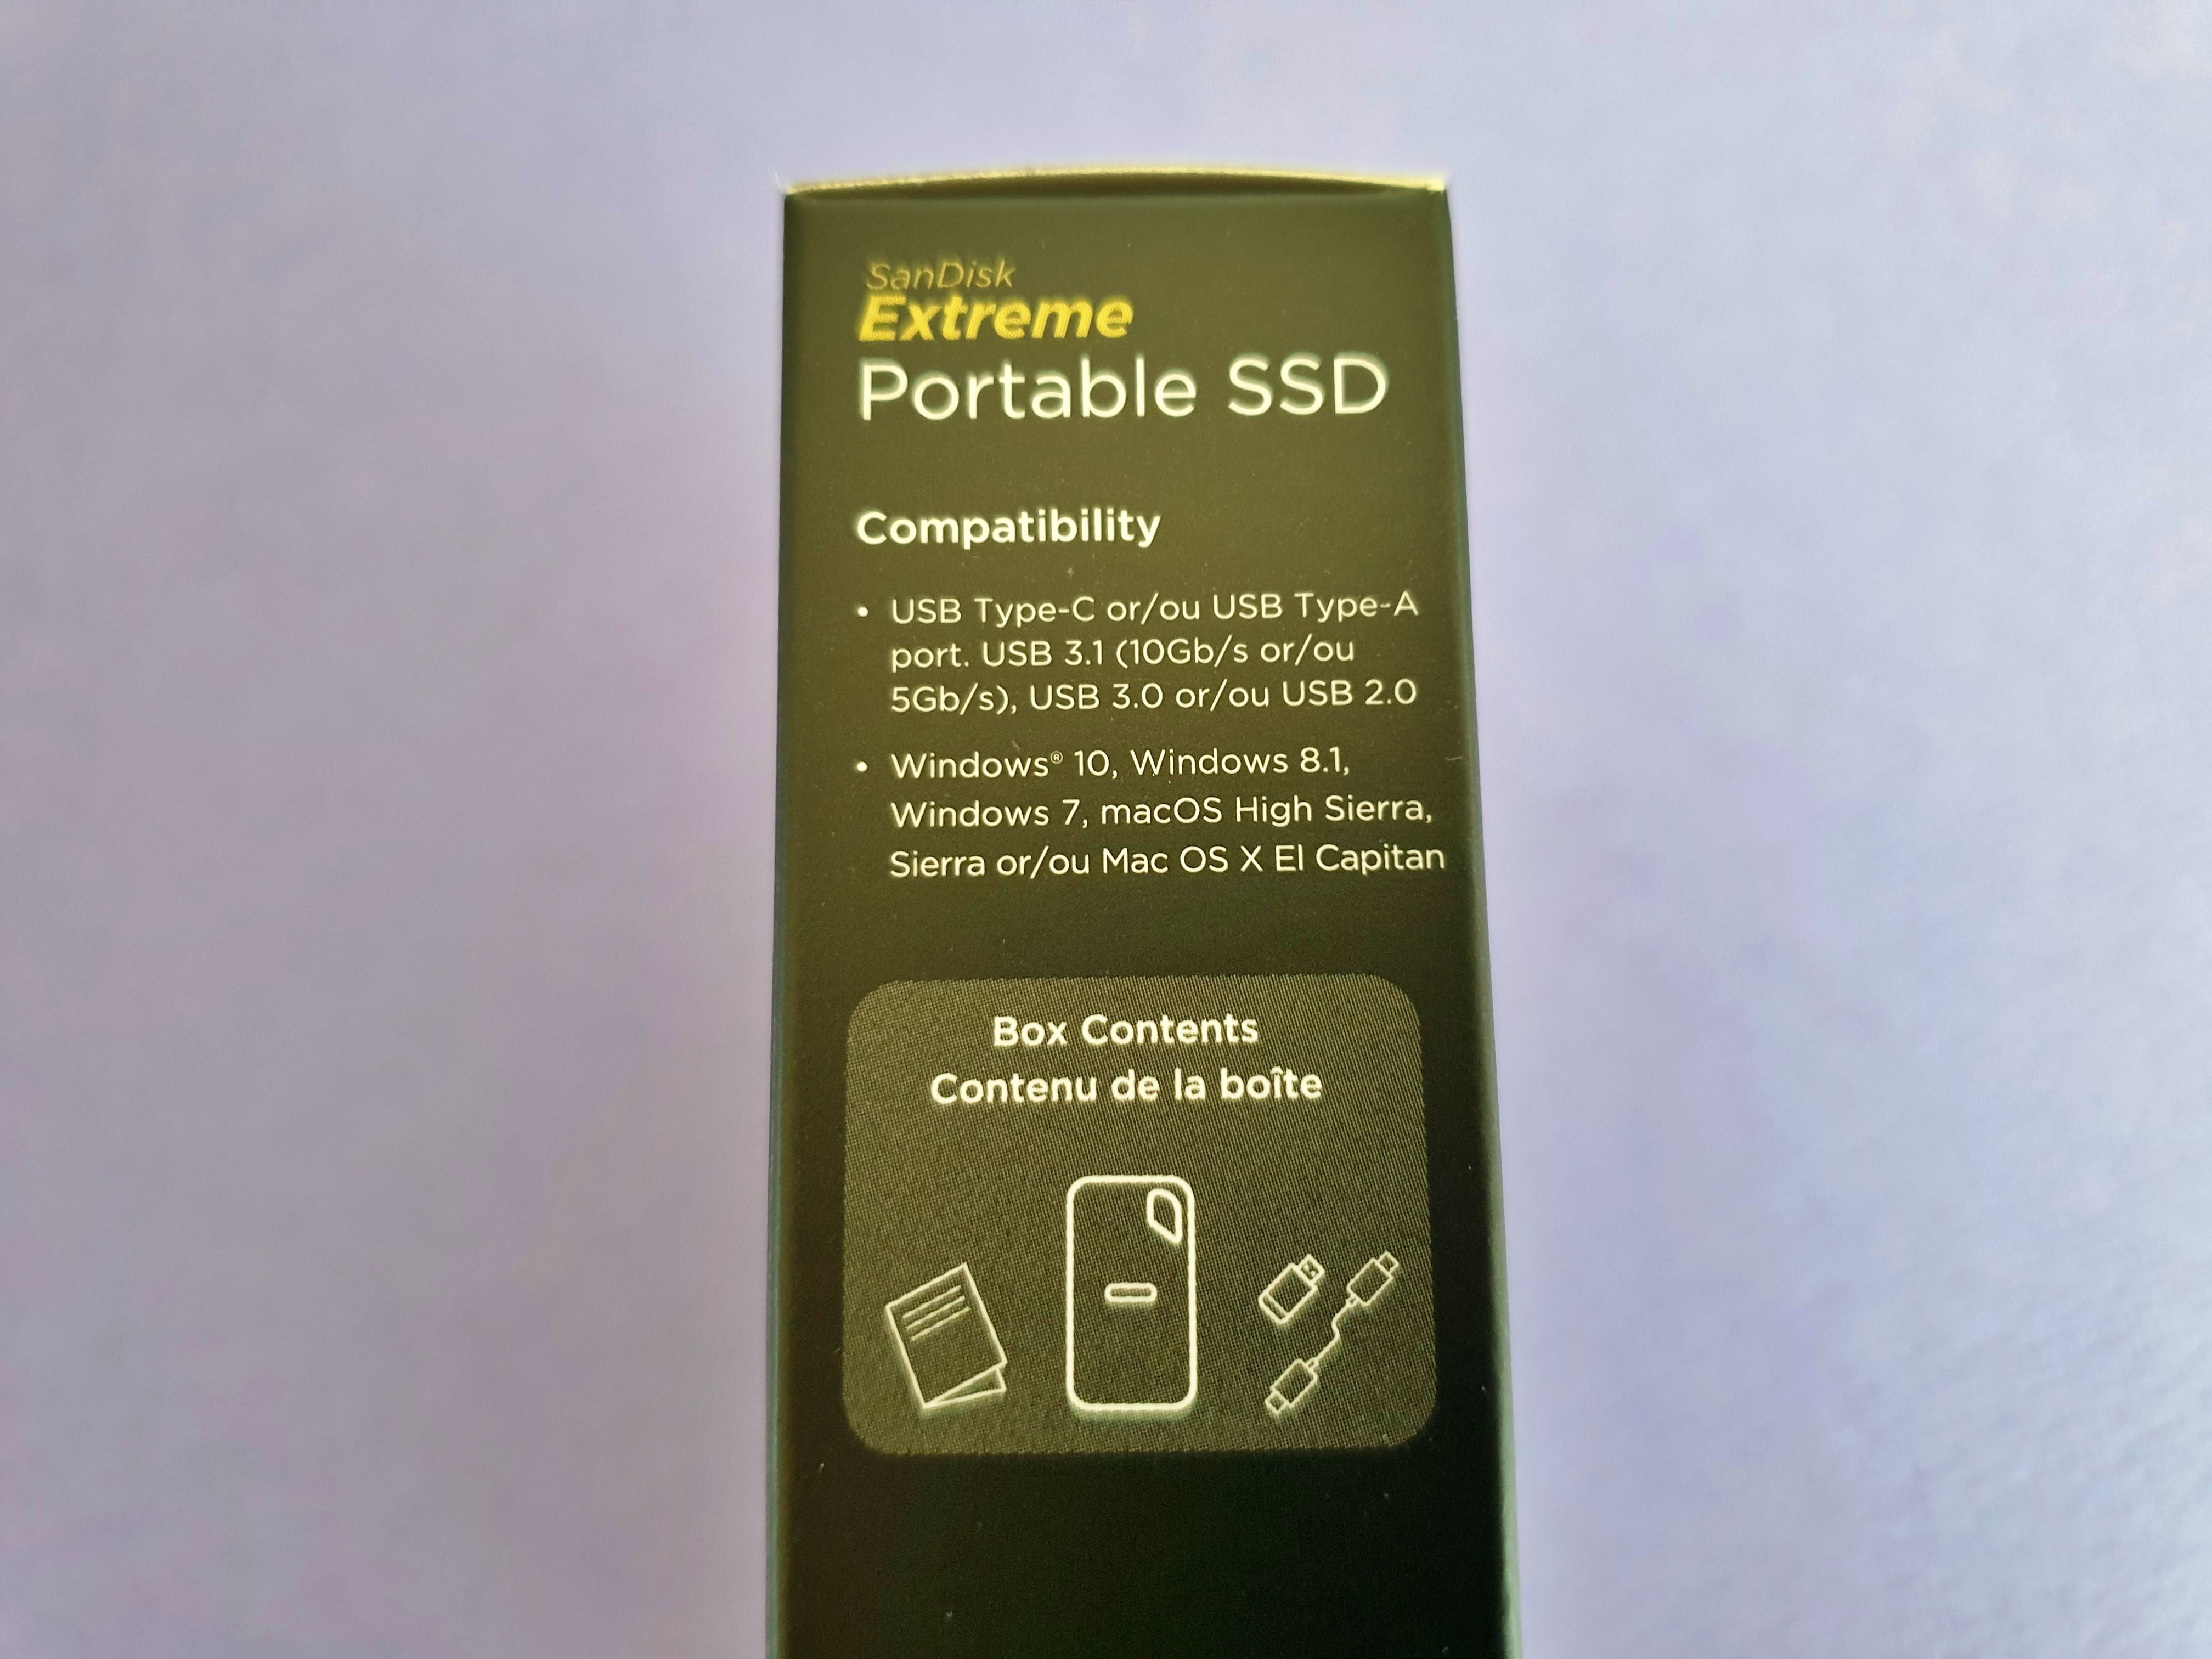 SanDisk
Extreme
Portable SSD
Compatibility
• USB Type-C or/ou USB Type-A
port. USB 3.1 (10Gb/s or/ou
5Gb/s), USB 3.0 or/ou USB 2.0
• Windows® 10, Windows 8.1,
Windows 7, macOS High Sierra,
Sierra or/ou Mac OS X El Capitan
Box Contents
Contenu de la boîte